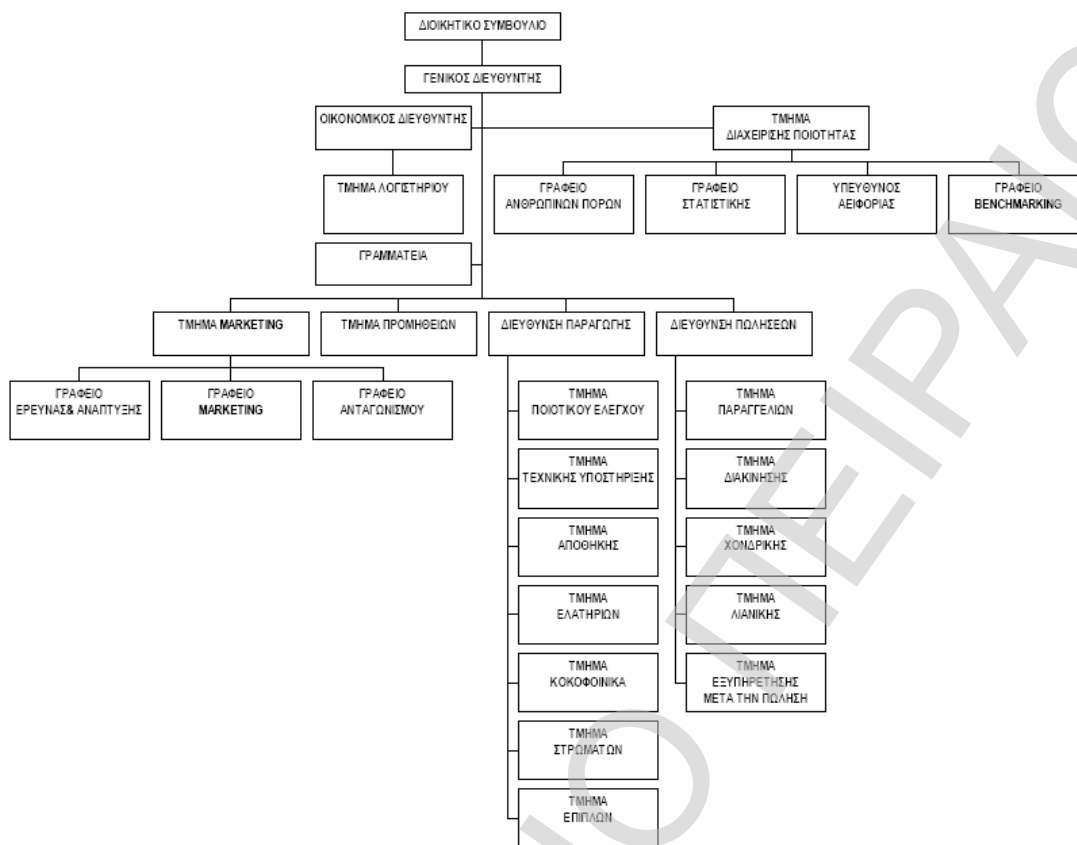 ΔΙΟΙΚΗΤΙΚΟ ΣΥΜΒΟΥΛΙΟ
ΓΕΝΙΚΟΣ ΔΙΕΥΘΥΝΤΗΣ
ΟΙΚΟΝΟΜΙΚΟΣ ΔΙΕΥΘΥΝΤΗΣ
ΤΜΗΜΑ
ΔΙΑΧΕΙΡΙΣΗΣ ΠΟΙΟΤΗΤΑΣ
ΤΜΗΜΑ ΛΟΓΙΣΤΗΡΙΟΥ
ΓΡΑΦΕΙΟ
ΑΝΘΡΩΠΙΝΩΝ ΠΟΡΩΝ
ΓΡΑΦΕΙΟ
ΣΤΑΤΙΣΤΙΚΗΣ
ΥΠΕΥΘΥΝΟΣ
ΑΕΙΦΟΡΙΑΣ
ΓΡΑΦΕΙΟ
BENCHMARKING
ΓΡΑΜΜΑΤΕΙΑ
ΤΜΗΜΑ MARKETING
ΤΜΗΜΑ ΠΡΟΜΗΘΕΙΩΝ
ΔΙΕΥΘΥΝΣΗ ΠΑΡΑΓΩΓΗΣ
ΔΙΕΥΘΥΝΣΗ ΠΩΛΗΣΕΩΝ
ΓΡΑΦΕΙΟ
ΕΡΕΥΝΑΣ& ΑΝΑΠΤΥΞΗΣ
ΓΡΑΦΕΙΟ
MARKETING
ΓΡΑΦΕΙΟ
ΑΝΤΑΓΩΝΙΣΜΟΥ
ΤΜΗΜΑ
ΠΟΙΟΤΙΚΟΥ ΕΛΕΓΧΟΥ
ΤΜΗΜΑ
ΤΕΧΝΙΚΗΣ ΥΠΟΣΤΗΡΙΞΗΣ
ΤΜΗΜΑ
ΑΠΟΘΗΚΗΣ
ΤΜΗΜΑ
ΕΛΑΤΗΡΙΩΝ
ΤΜΗΜΑ
ΚΟΚΟΦΟΙΝΙΚΑ
ΤΜΗΜΑ
ΣΤΡΩΜΑΤΩΝ
ΤΜΗΜΑ
ΕΠΙΠΛΩΝ
ΤΜΗΜΑ
ΠΑΡΑΓΓΕΛΙΩΝ
ΤΜΗΜΑ
ΔΙΑΚΙΝΗΣΗΣ
ΤΜΗΜΑ
ΧΟΝΔΡΙΚΗΣ
ΤΜΗΜΑ
ΛΙΑΝΙΚΗΣ
ΤΜΗΜΑ
ΕΞΥΠΗΡΕΤΗΣΗΣ
ΜΕΤΑ ΤΗΝ ΠΩΛΗΣΗ